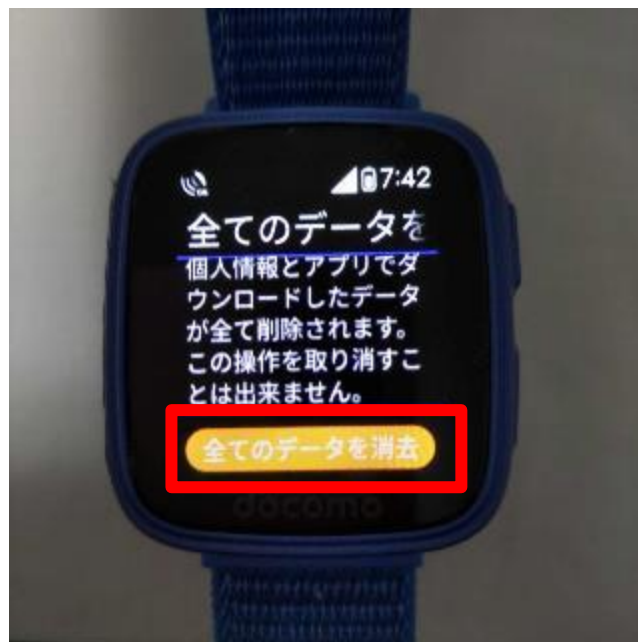 7:42
全てのデータを
個人情報とアプリでダ
ウンロードしたデータ
が全て削除されます。
この操作を取り消すこ
とは出来ません。
全てのデータを消去
docomo